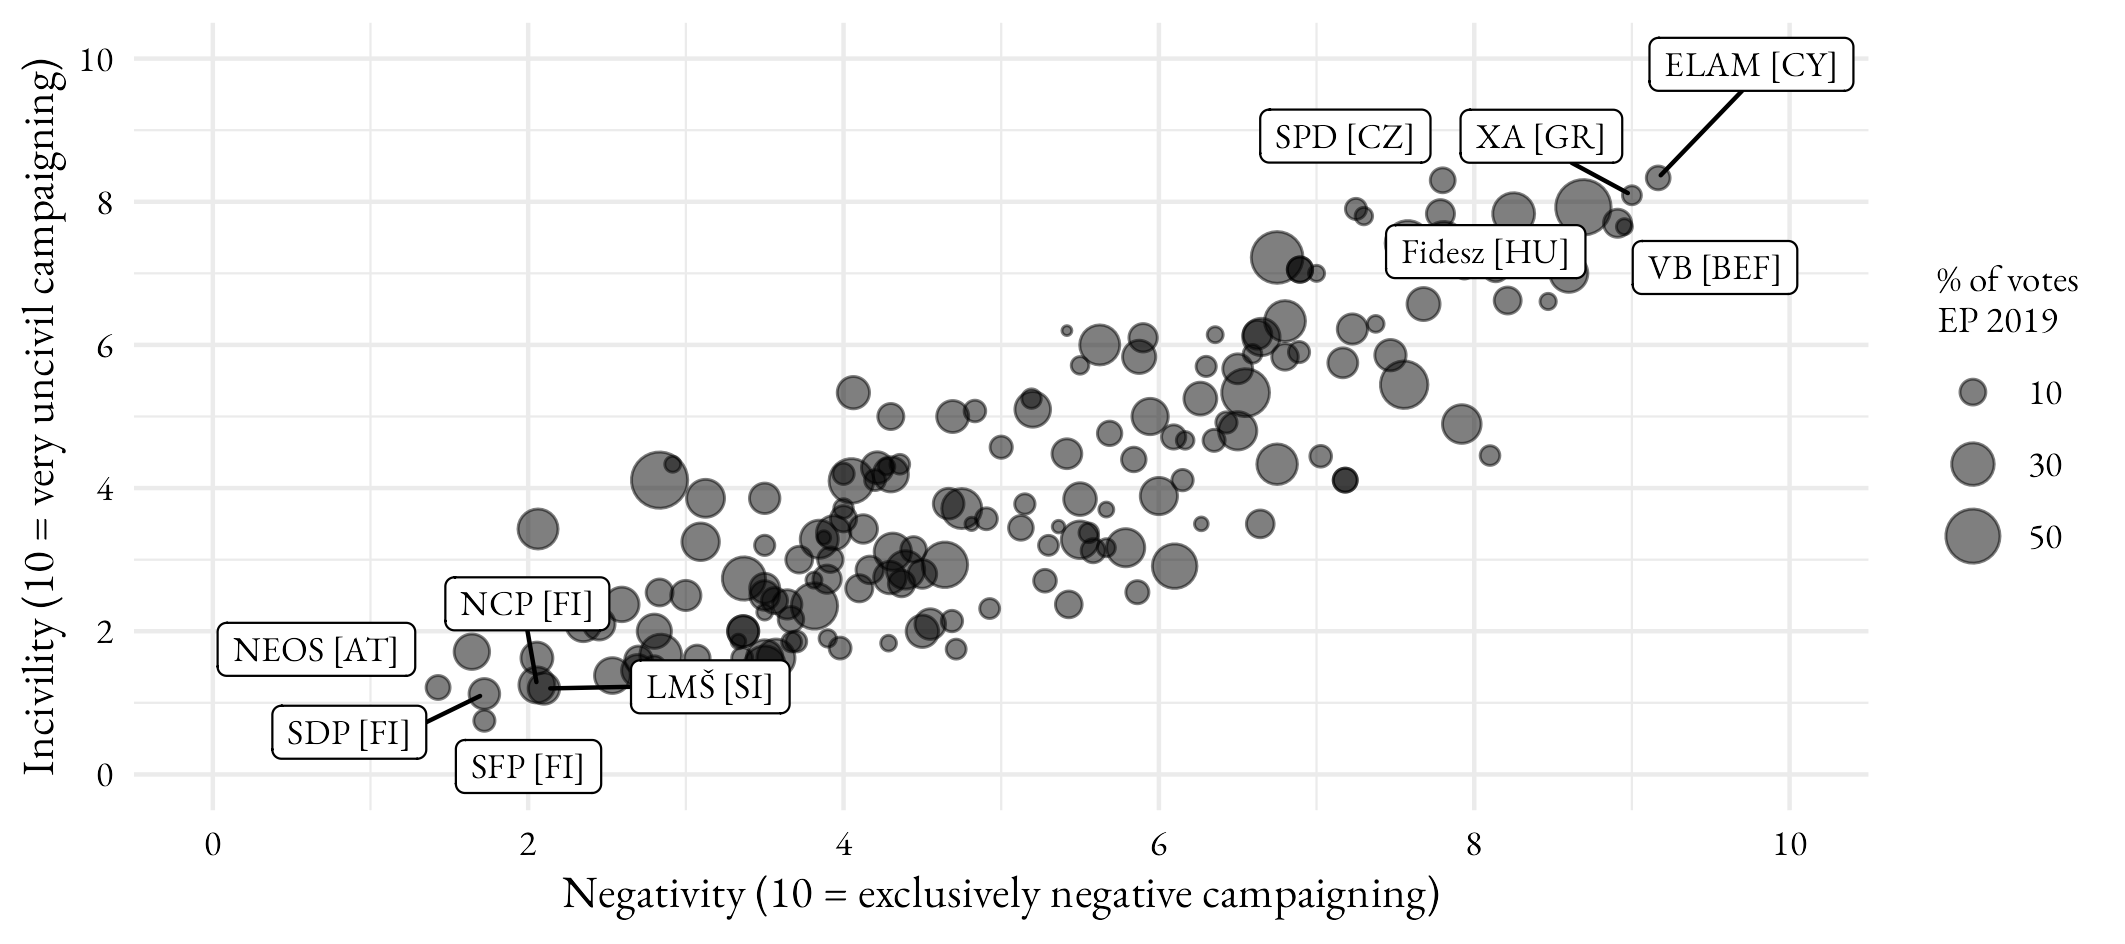 Incivility (10 = very uncivil campaigning)
10
8
6
4
2
0
ELAM [CY]
SPD [CZ]
XA [GR]
Fidesz [HU]
VB [BEF]
NCP [FI]
NEOS [AT]
LMŠ [SI]
SDP [FI]
SFP [FI]
0
2
4
6
8
10
Negativity (10 = exclusively negative campaigning)
% of votes
EP 2019
10
30
50